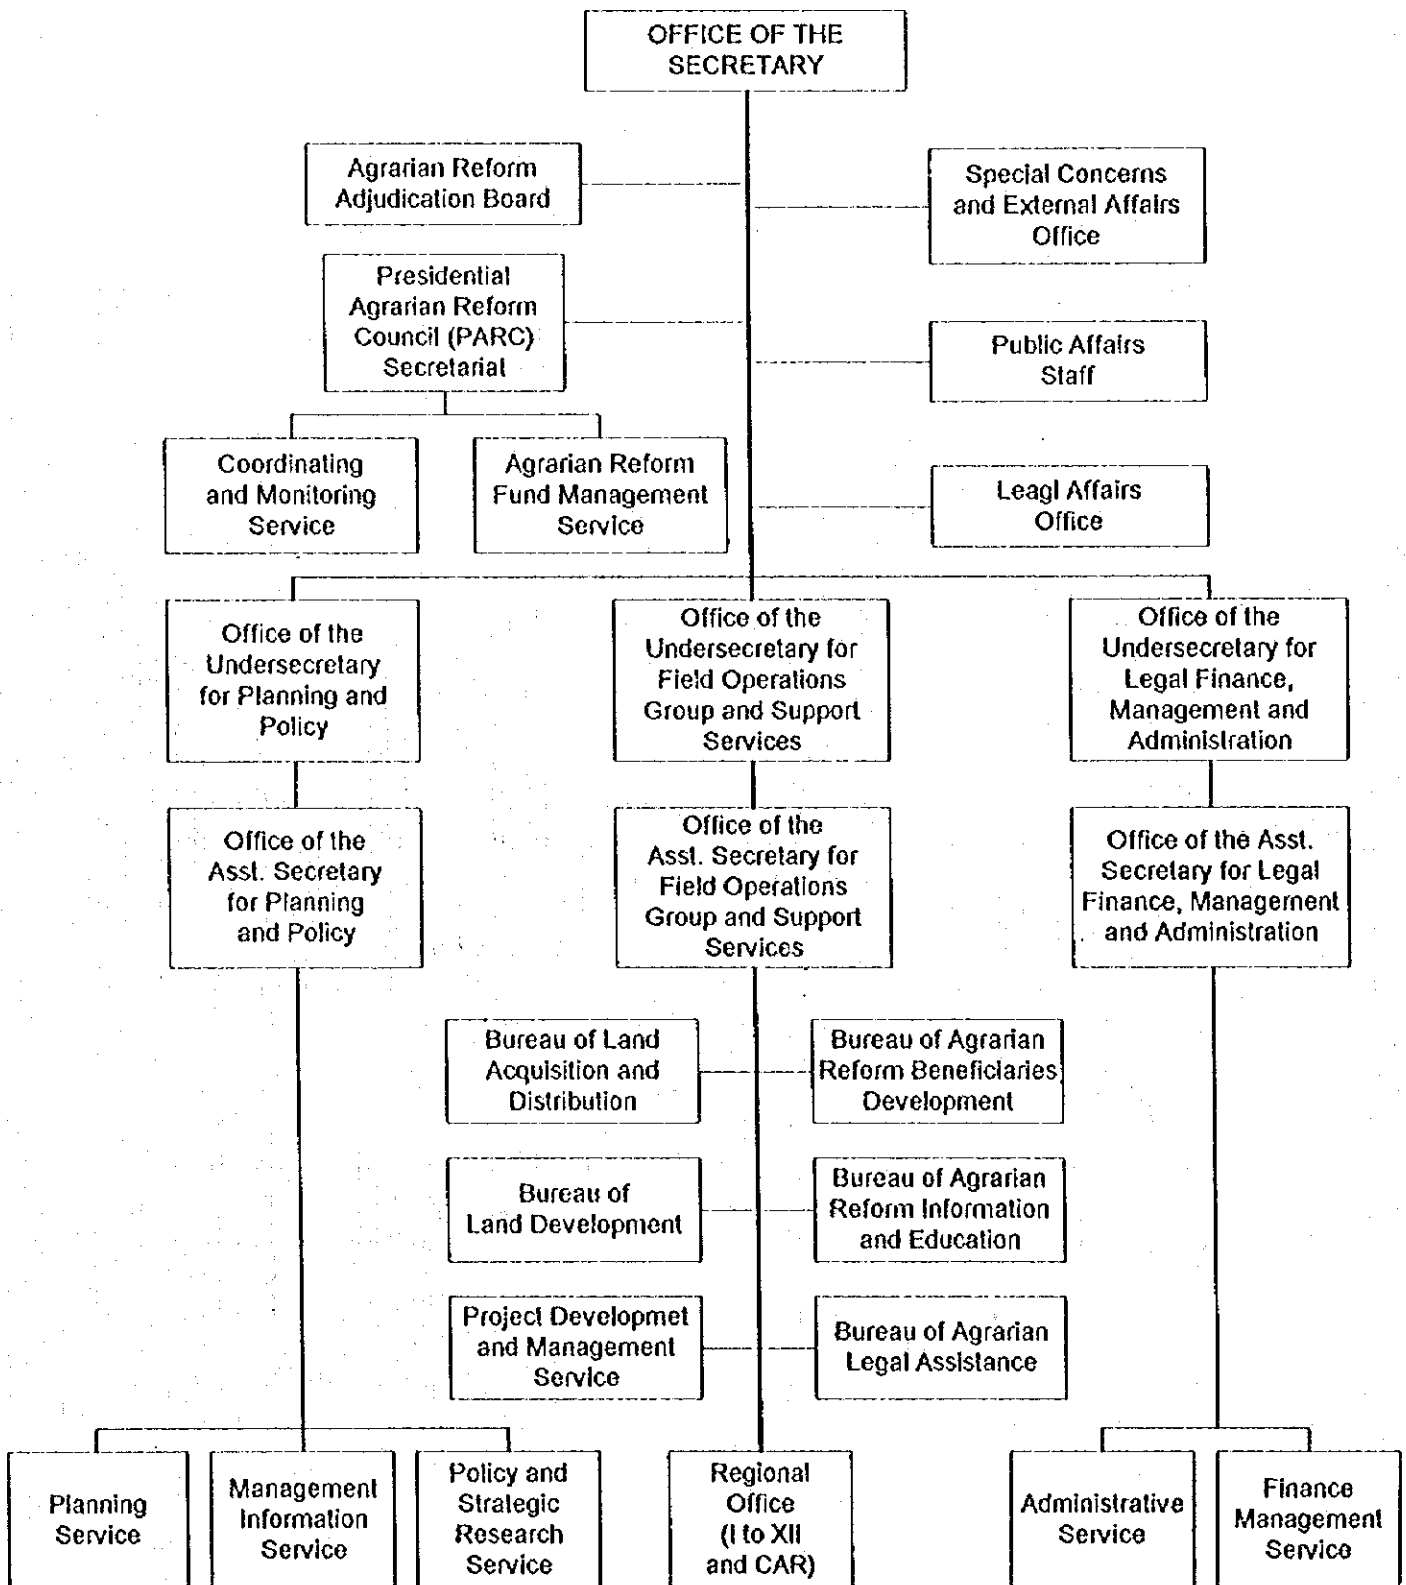 OFFICE OF THE
SECRETARY
Agrarian Reform
Adjudication Board
Special Concerns
and External Affairs
Office
Presidential
Agrarian Reform
Council (PARC)
Secretarial
Public Affairs
Staff
Coordinating
and Monitoring
Service
Agrarian Reform
Fund Management
Service
Leagl Affairs
Office
Office of the
Undersecretary
for Planning and
Policy
Office of the
Undersecretary for
Field Operations
Group and Support
Services
Office of the
Undersecretary for
Legal Finance,
Management and
Administration
Office of the
Asst. Secretary
for Planning
and Policy
Office of the
Asst. Secretary for
Field Operations
Group and Support
Services
Office of the Asst.
Secretary for Legal
Finance, Management
and Administration
Bureau of Land
Acquisition and
Distribution
Bureau of Agrarian
Reform Beneficiaries
Development
Bureau of
Land Development
Bureau of Agrarian
Reform Information
and Education
Project Developmet
and Management
Service
Bureau of Agrarian
Legal Assistance
Planning
Service
Management
Information
Service
Policy and
Strategic
Research
Service
Regional
Office
(I to XII
and CAR)
Administrative
Service
Finance
Management
Service